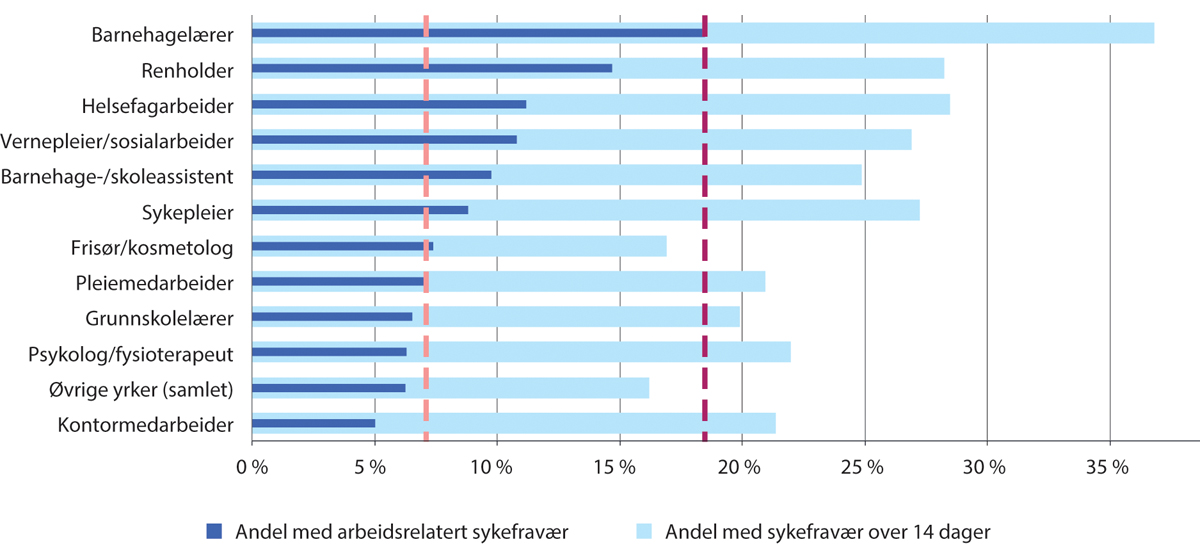 Barnehagelærer
Renholder
Helsefagarbeider
Vernepleier/sosialarbeider
Barnehage-/skoleassistent
Sykepleier
Frisør/kosmetolog
Pleiemedarbeider
Grunnskolelærer
Psykolog/fysioterapeut
Øvrige yrker (samlet)
Kontormedarbeider
0 % 5 % 10 % 15 % 20 % 25 % 30 % 35 %
Andel med arbeidsrelatert sykefravær Andel med sykefravær over 14 dager